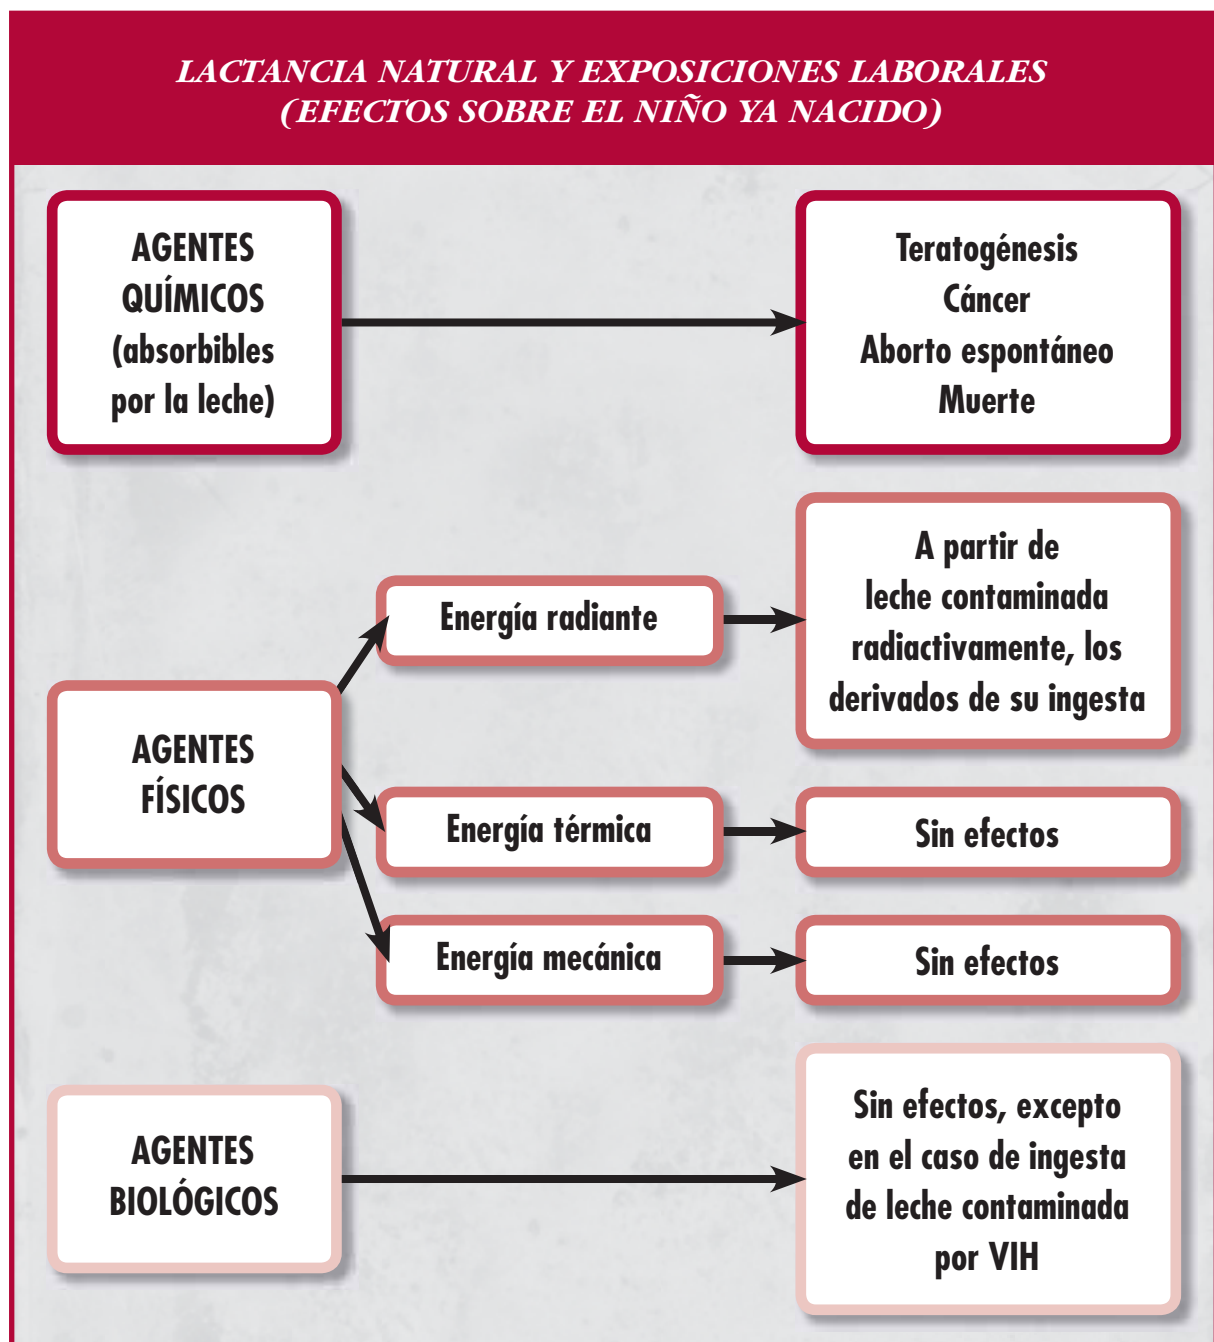 LACTANCIA NATURAL Y EXPOSICIONES LABORALES
(EFECTOS SOBRE EL NIÑO YA NACIDO)
AGENTES
QUÍMICOS
(absorbibles
por la leche)
Teratogénesis
Cáncer
Aborto espontáneo
Muerte
AGENTES
FÍSICOS
Energía radiante
A partir de
leche contaminada
radiactivamente, los
derivados de su ingesta
Energía térmica
Sin efectos
Energía mecánica
Sin efectos
AGENTES
BIOLÓGICOS
Sin efectos, excepto
en el caso de ingesta
de leche contaminada
por VIH